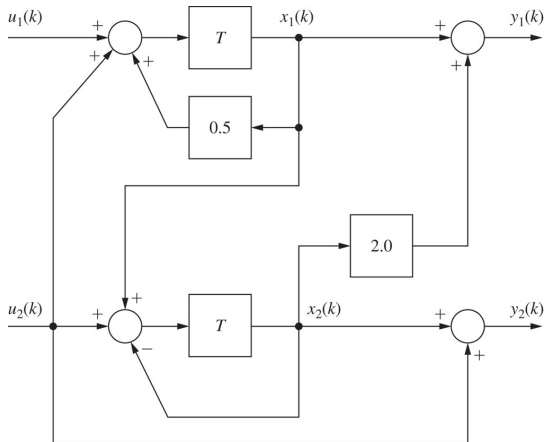 u₁(k) + T x₁(k) + y₁(k)
+ + +
0.5
2.0
+
u₂(k) + T x₂(k) + y₂(k)
− +